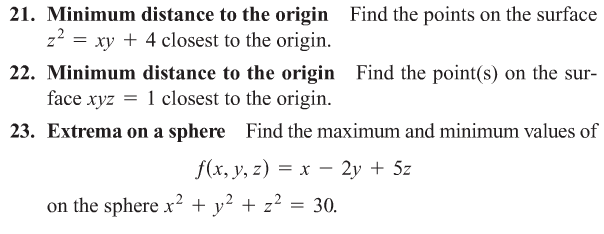 21. Minimum distance to the origin Find the points on the surface
z² = xy + 4 closest to the origin.
22. Minimum distance to the origin Find the point(s) on the sur-
face xyz = 1 closest to the origin.
23. Extrema on a sphere Find the maximum and minimum values of
f(x, y, z) = x − 2y + 5z
on the sphere x² + y² + z² = 30.